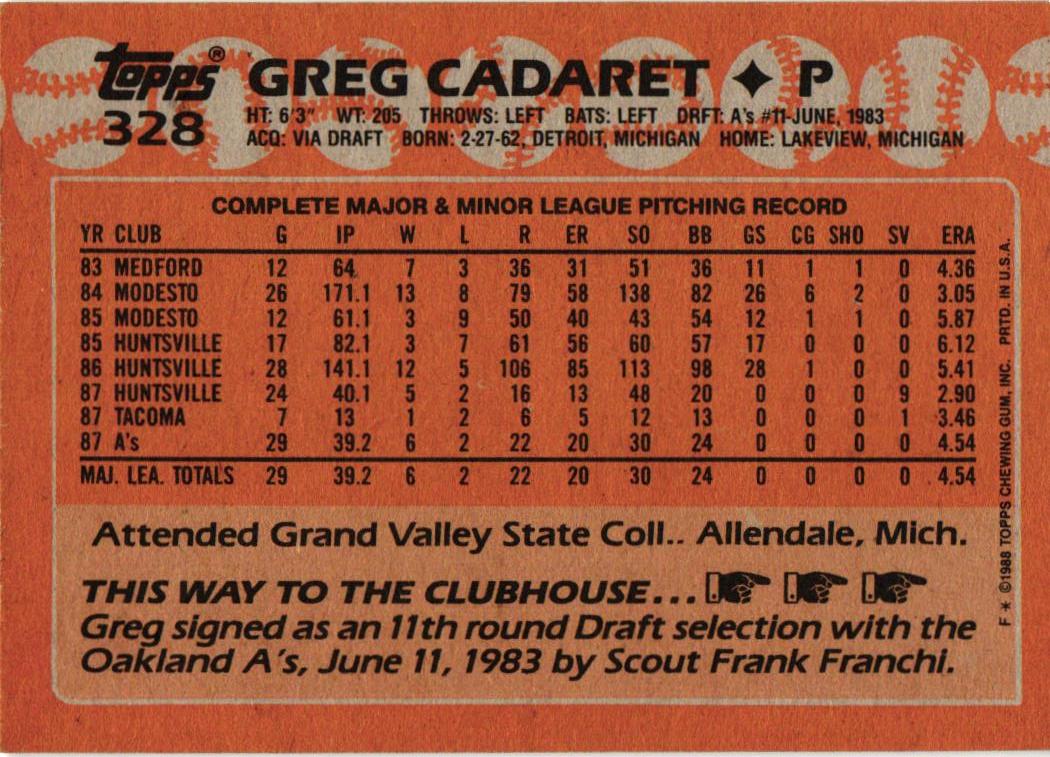 Topps® GREG CADARET ✦ P
328 HT: 6'3" WT: 205 THROWS: LEFT BATS: LEFT DRFT: A's #11-JUNE, 1983
ACQ: VIA DRAFT BORN: 2-27-62, DETROIT, MICHIGAN HOME: LAKEVIEW, MICHIGAN
COMPLETE MAJOR & MINOR LEAGUE PITCHING RECORD
YR CLUB G IP W L R ER SO BB GS CG SHO SV ERA
83 MEDFORD 12 64 7 3 36 31 51 36 11 1 1 0 4.36
84 MODESTO 26 171.1 13 8 79 58 138 82 26 6 2 0 3.05
85 MODESTO 12 61.1 3 9 50 40 43 54 12 1 1 0 5.87
85 HUNTSVILLE 17 82.1 3 7 61 56 60 57 17 0 0 0 6.12
86 HUNTSVILLE 28 141.1 12 5 106 85 113 98 28 1 0 0 5.41
87 HUNTSVILLE 24 40.1 5 2 16 13 48 20 0 0 0 9 2.90
87 TACOMA 7 13 1 2 6 5 12 13 0 0 0 1 3.46
87 A's 29 39.2 6 2 22 20 30 24 0 0 0 0 4.54
MAJ. LEA. TOTALS 29 39.2 6 2 22 20 30 24 0 0 0 0 4.54
Attended Grand Valley State Coll.. Allendale, Mich.
THIS WAY TO THE CLUBHOUSE...
Greg signed as an 11th round Draft selection with the
Oakland A's, June 11, 1983 by Scout Frank Franchi.
F * ©1988 TOPPS CHEWING GUM, INC. PRTD. IN U.S.A.